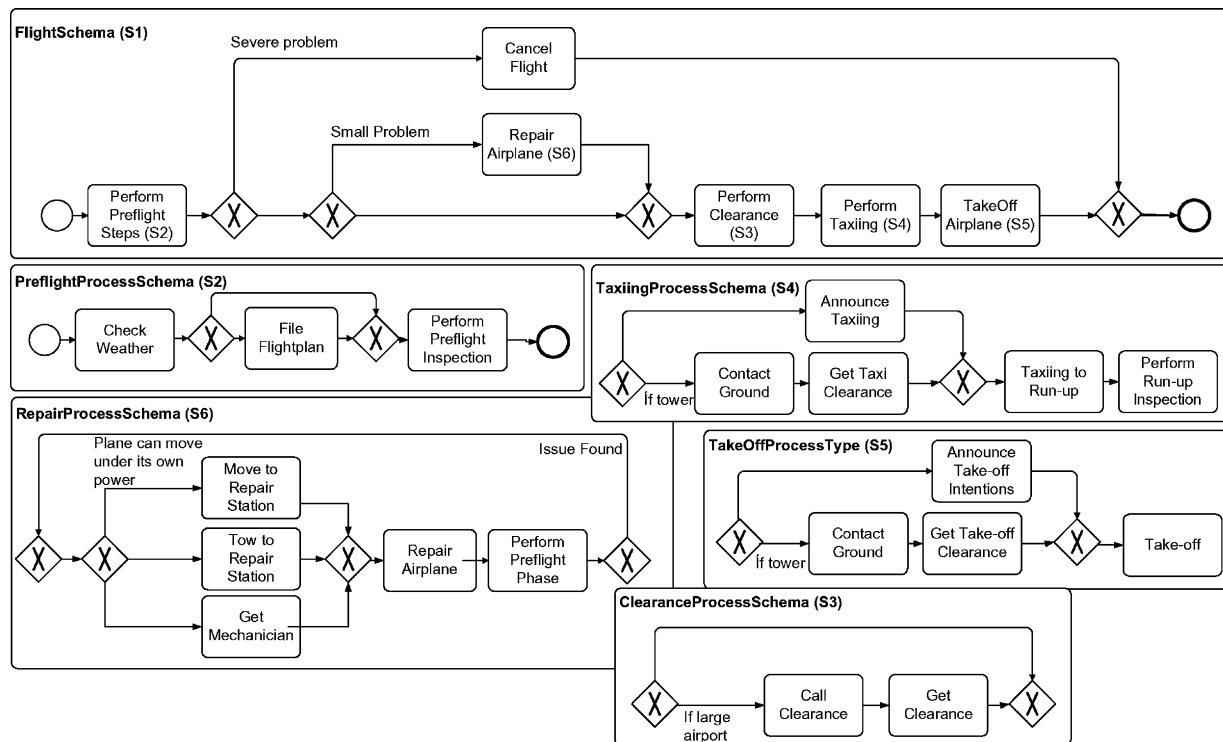 FlightSchema (S1)
Severe problem
Cancel
Flight
Small Problem
Repair
Airplane (S6)
Perform
Preflight
Steps (S2)
X
X
X
Perform
Clearance
(S3)
Perform
Taxiing (S4)
TakeOff
Airplane (S5)
X
PreflightProcessSchema (S2)
Check
Weather
X
File
Flightplan
X
Perform
Preflight
Inspection
TaxiingProcessSchema (S4)
Announce
Taxiing
X
Íf tower
Contact
Ground
Get Taxi
Clearance
X
Taxiing to
Run-up
Perform
Run-up
Inspection
RepairProcessSchema (S6)
Plane can move
under its own
power
Issue Found
Move to
Repair
Station
X
X
Tow to
Repair
Station
X
Repair
Airplane
Perform
Preflight
Phase
X
Get
Mechanician
TakeOffProcessType (S5)
Announce
Take-off
Intentions
X
Íf tower
Contact
Ground
Get Take-off
Clearance
X
Take-off
ClearanceProcessSchema (S3)
X
If large
airport
Call
Clearance
Get
Clearance
X